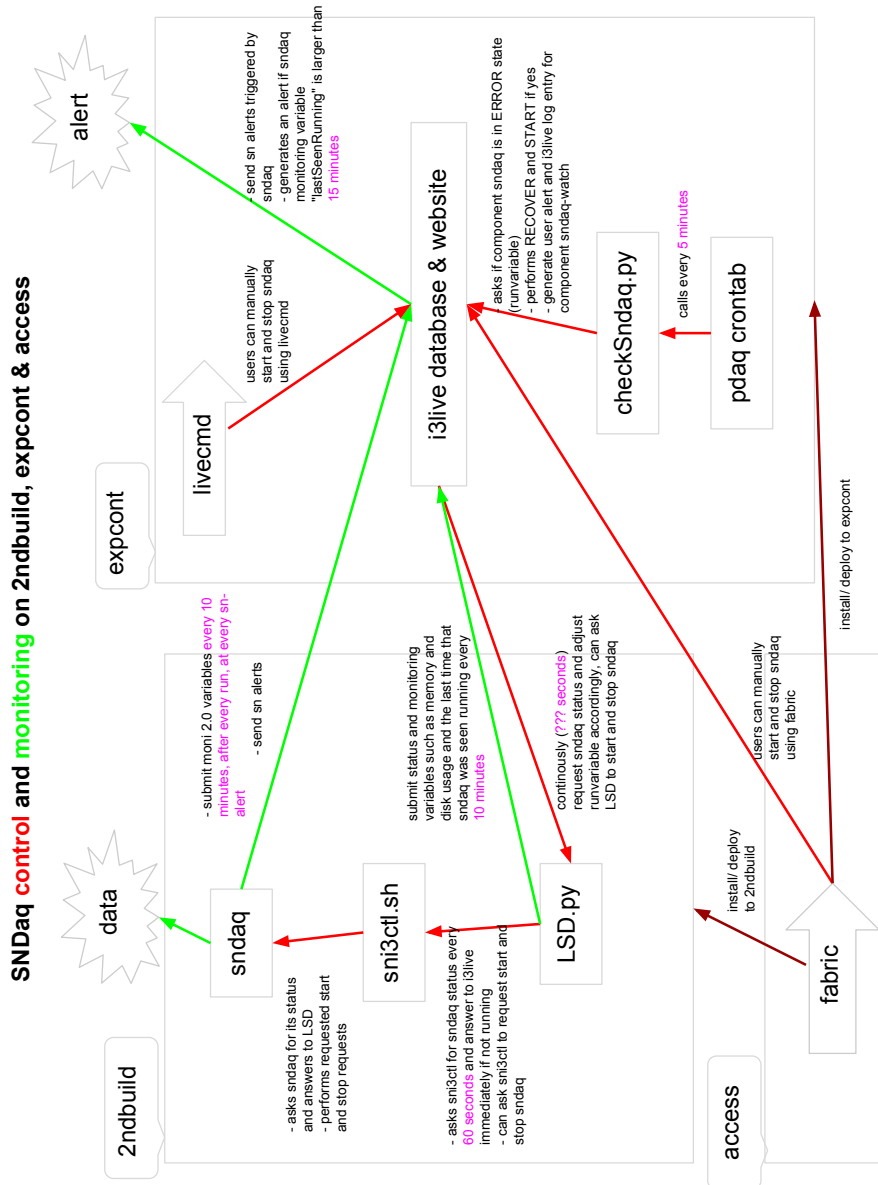 SNDaq control and monitoring on 2ndbuild, expcont & access
2ndbuild
data
sndaq
- submit moni 2.0 variables every 10
minutes, after every run, at every sn-
alert
- send sn alerts
- asks sndaq for its status
and answers to LSD
- performs requested start
and stop requests
sni3ctl.sh
submit status and monitoring
variables such as memory and
disk usage and the last time that
sndaq was seen running every
10 minutes
- asks sni3ctl for sndaq status every
60 seconds and answer to i3live
immediately if not running
- can ask sni3ctl to request start and
stop sndaq
LSD.py
continously (??? seconds)
request sndaq status and adjust
runvariable accordingly, can ask
LSD to start and stop sndaq
expcont
livecmd
users can manually
start and stop sndaq
using livecmd
alert
- send sn alerts triggered by
sndaq
- generates an alert if sndaq
monitoring variable
"lastSeenRunning" is larger than
15 minutes
i3live database & website
- asks if component sndaq is in ERROR state
(runvariable)
- performs RECOVER and START if yes
- generate user alert and i3live log entry for
component sndaq-watch
checkSndaq.py
calls every 5 minutes
pdaq crontab
access
fabric
install/ deploy
to 2ndbuild
users can manually
start and stop sndaq
using fabric
install/ deploy to expcont